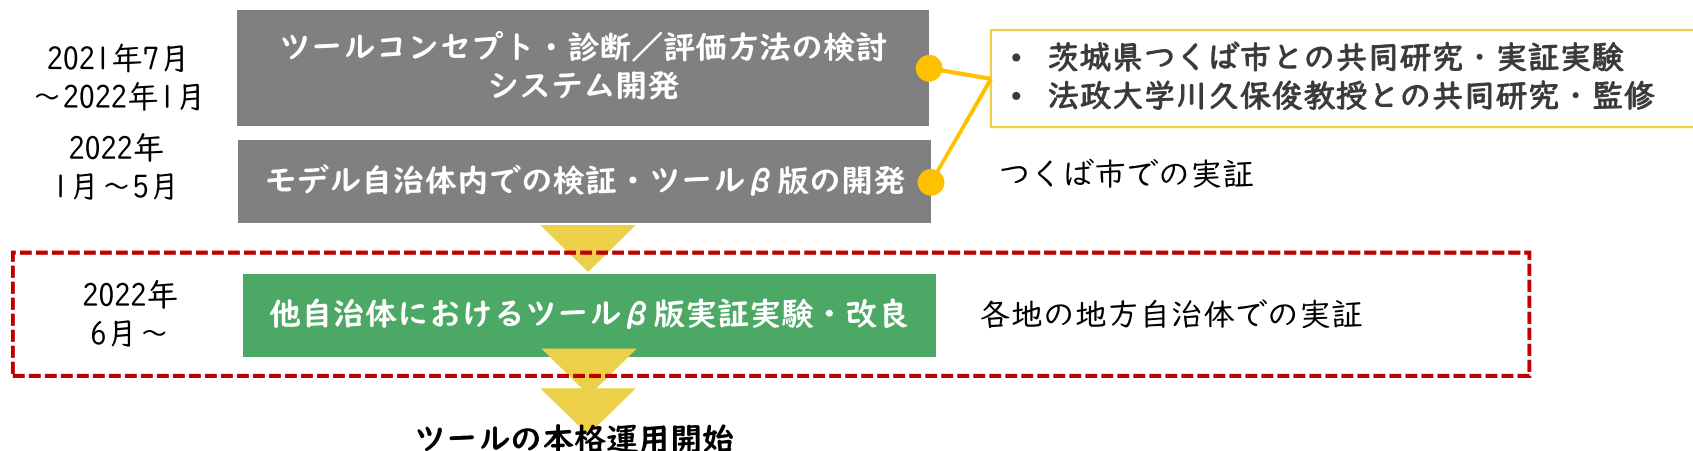 2021年7月
～2022年1月
ツールコンセプト・診断／評価方法の検討
システム開発
• 茨城県つくば市との共同研究・実証実験
• 法政大学川久保俊教授との共同研究・監修
2022年
1月～5月
モデル自治体内での検証・ツールβ版の開発
つくば市での実証
2022年
6月～
他自治体におけるツールβ版実証実験・改良
各地の地方自治体での実証
ツールの本格運用開始